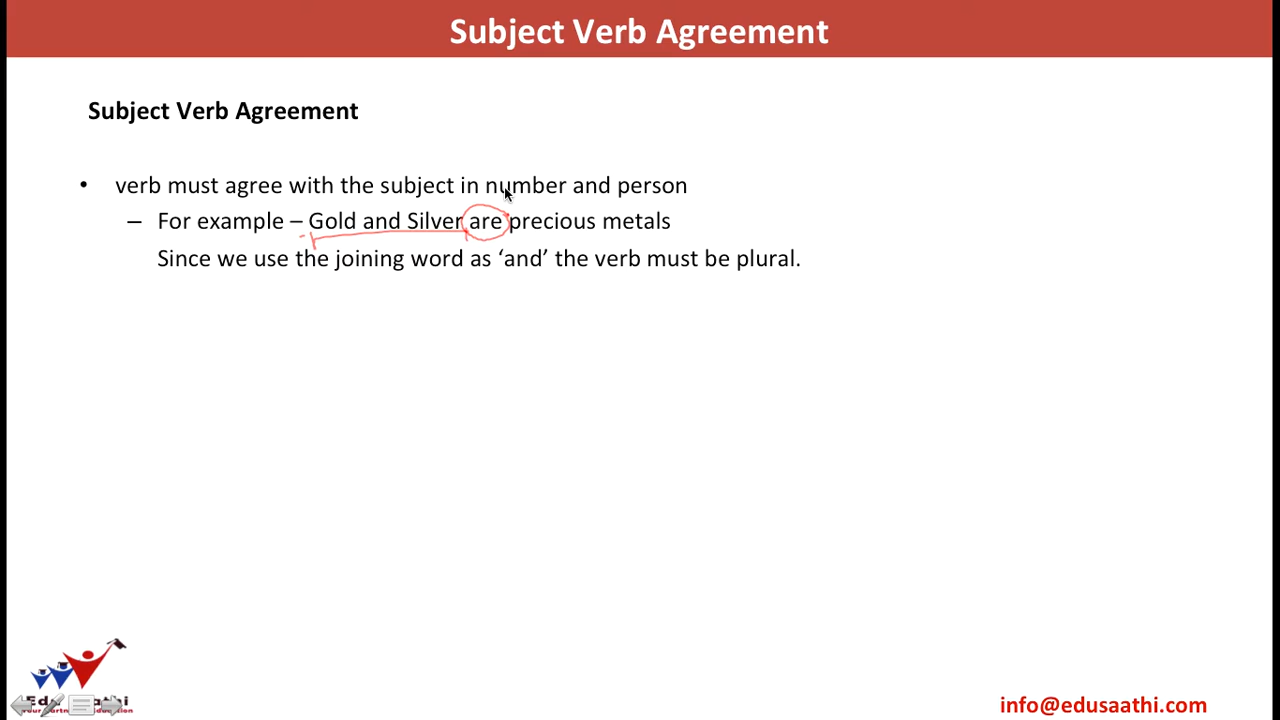 Subject Verb Agreement
Subject Verb Agreement
• verb must agree with the subject in number and person
– For example – Gold and Silver are precious metals
Since we use the joining word as ‘and’ the verb must be plural.
info@edusaathi.com